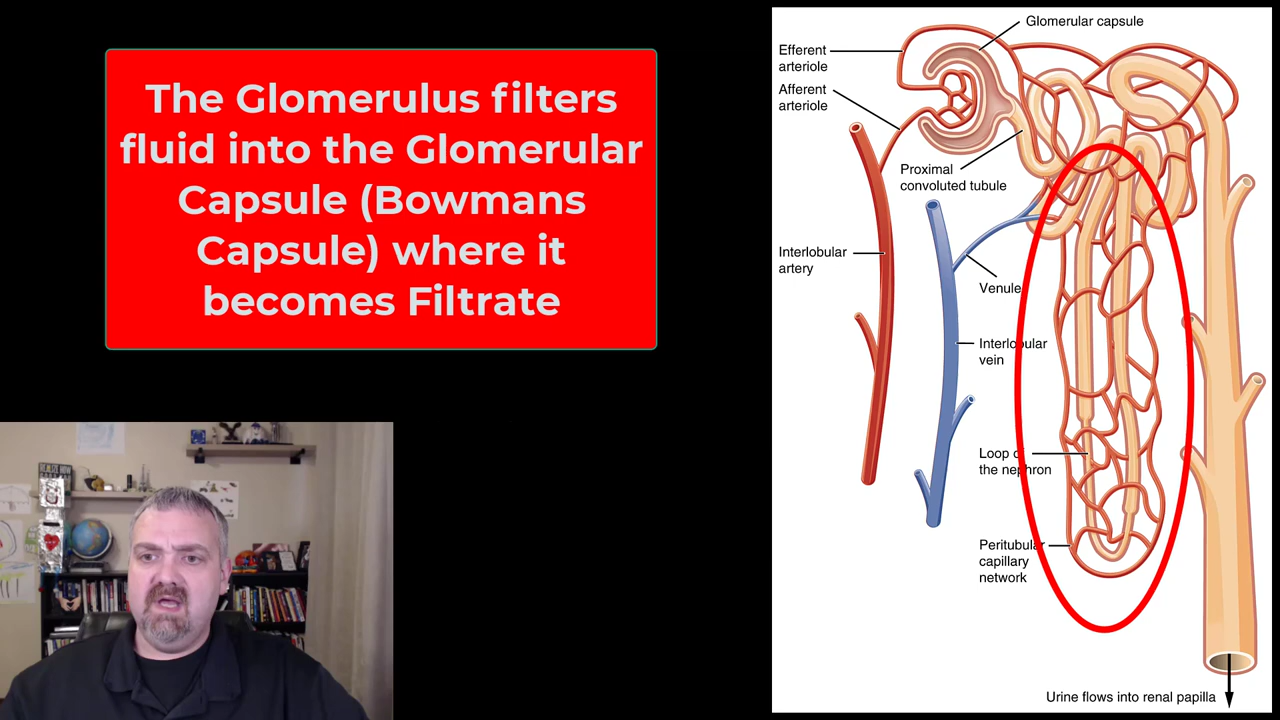 The Glomerulus filters
fluid into the Glomerular
Capsule (Bowmans
Capsule) where it
becomes Filtrate
Glomerular capsule
Efferent
arteriole
Afferent
arteriole
Proximal
convoluted tubule
Interlobular
artery
Venule
Interlobular
vein
Loop of
the nephron
Peritubular
capillary
network
Urine flows into renal papilla